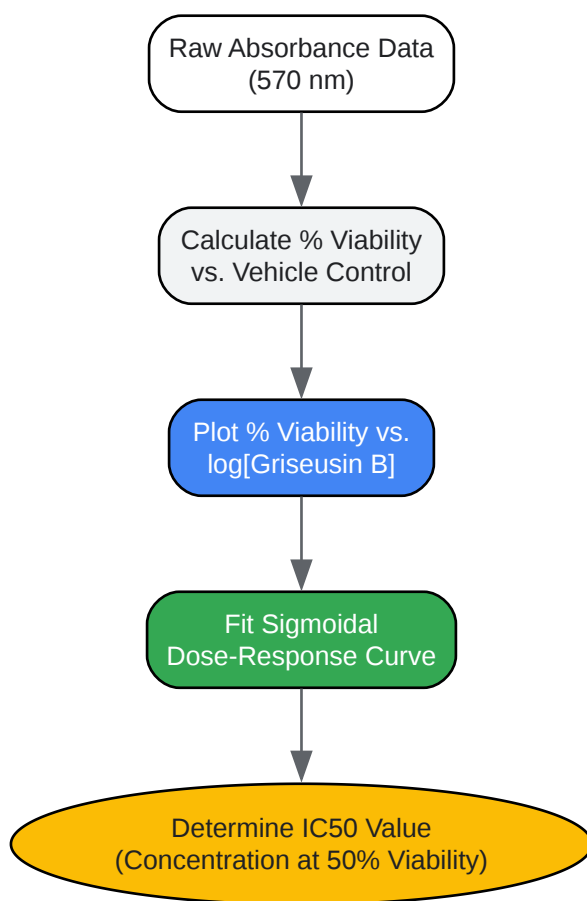 Raw Absorbance Data
(570 nm)
Calculate % Viability
vs. Vehicle Control
Plot % Viability vs.
log[Griseusin B]
Fit Sigmoidal
Dose-Response Curve
Determine IC50 Value
(Concentration at 50% Viability)